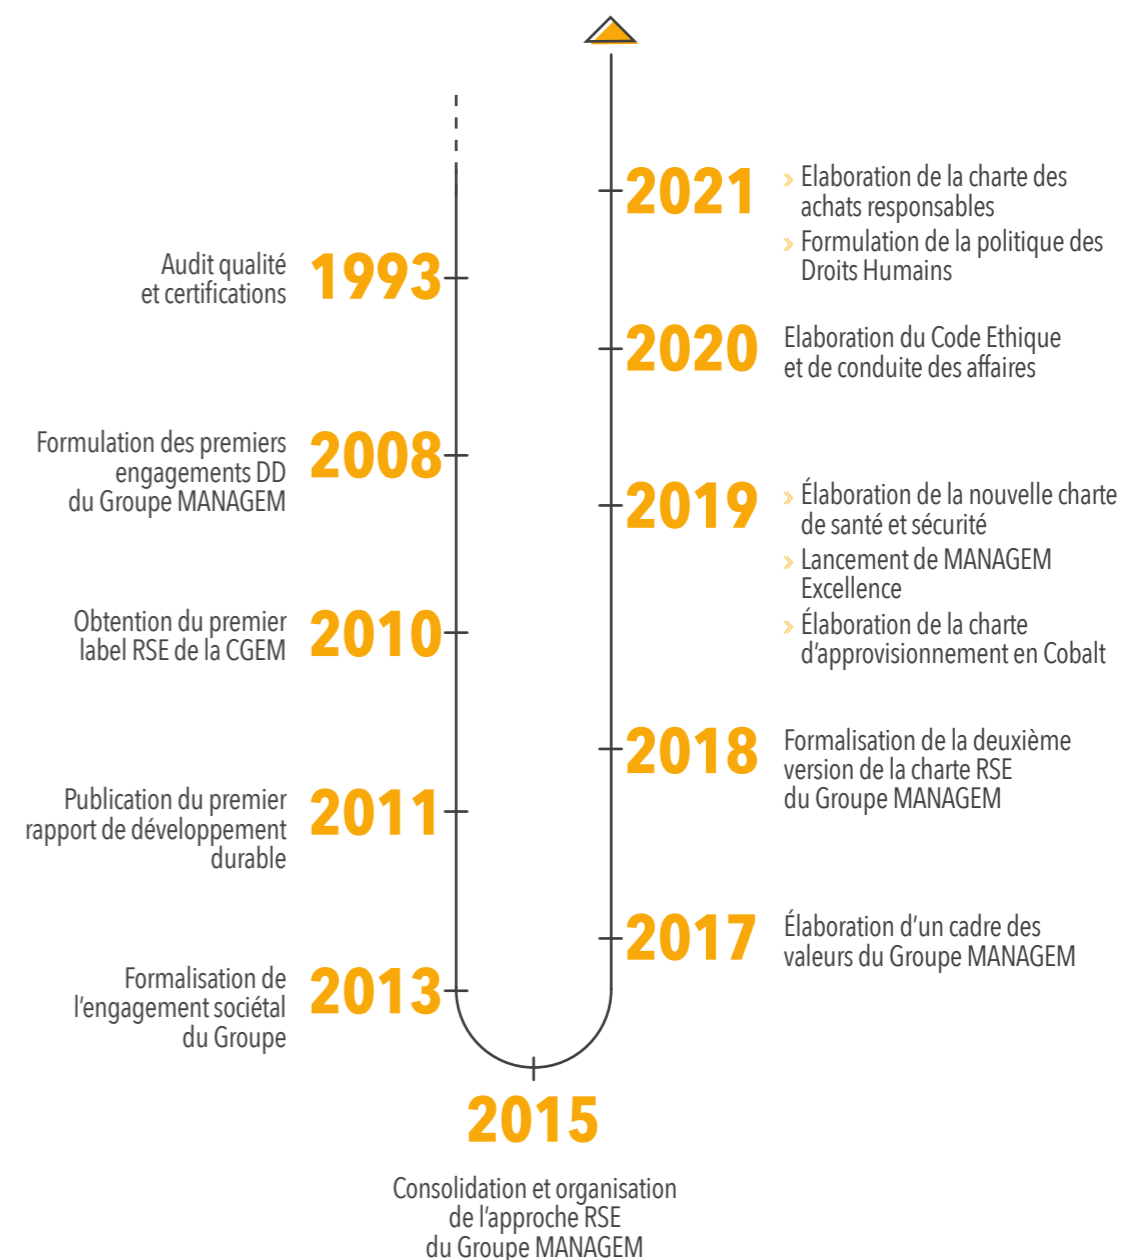 1993
Audit qualité
et certifications
2008
Formulation des premiers
engagements DD
du Groupe MANAGEM
2010
Obtention du premier
label RSE de la CGEM
2011
Publication du premier
rapport de développement
durable
2013
Formalisation de
l'engagement sociétal
du Groupe
2015
Consolidation et organisation
de l'approche RSE
du Groupe MANAGEM
2017
Élaboration d'un cadre des
valeurs du Groupe MANAGEM
2018
Formalisation de la deuxième
version de la charte RSE
du Groupe MANAGEM
2019
» Élaboration de la nouvelle charte
de santé et sécurité
» Lancement de MANAGEM
Excellence
» Élaboration de la charte
d'approvisionnement en Cobalt
2020
Elaboration du Code Ethique
et de conduite des affaires
2021
» Elaboration de la charte des
achats responsables
» Formulation de la politique des
Droits Humains